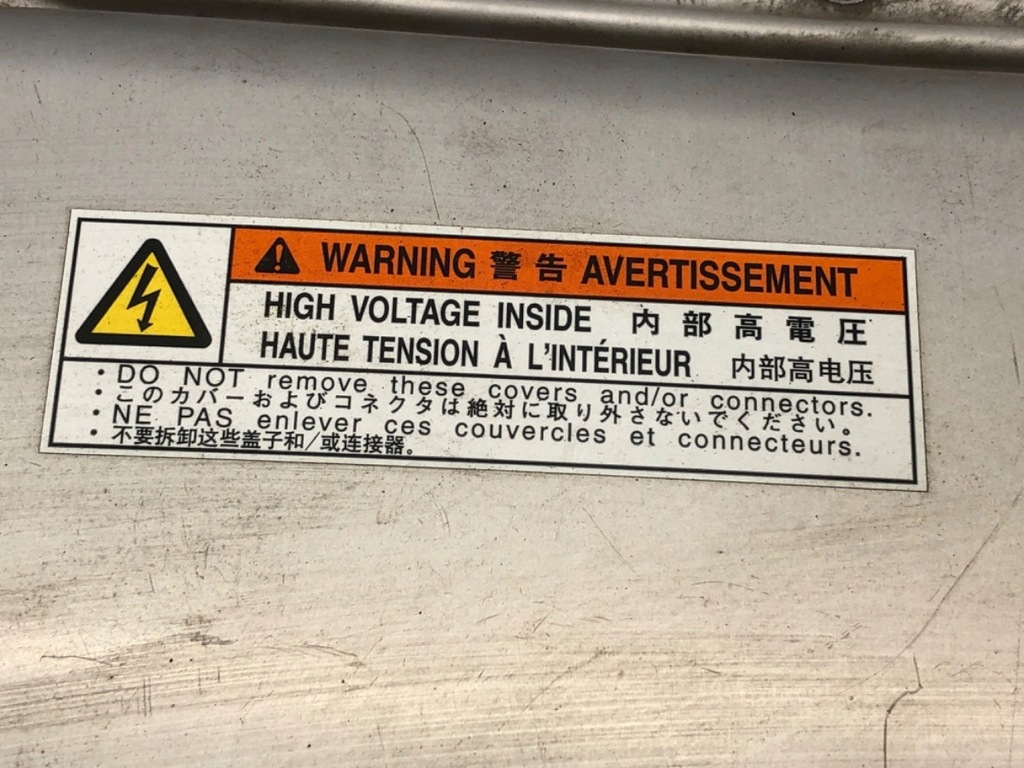 WARNING 警告 AVERTISSEMENT
HIGH VOLTAGE INSIDE 内部高電圧
HAUTE TENSION À L'INTÉRIEUR 内部高电压
・DO NOT remove these covers and/or connectors.
・このカバーおよびコネクタは絶対に取り外さないでください。
・NE PAS enlever ces couvercles et connecteurs.
・不要拆卸这些盖子和/或连接器。